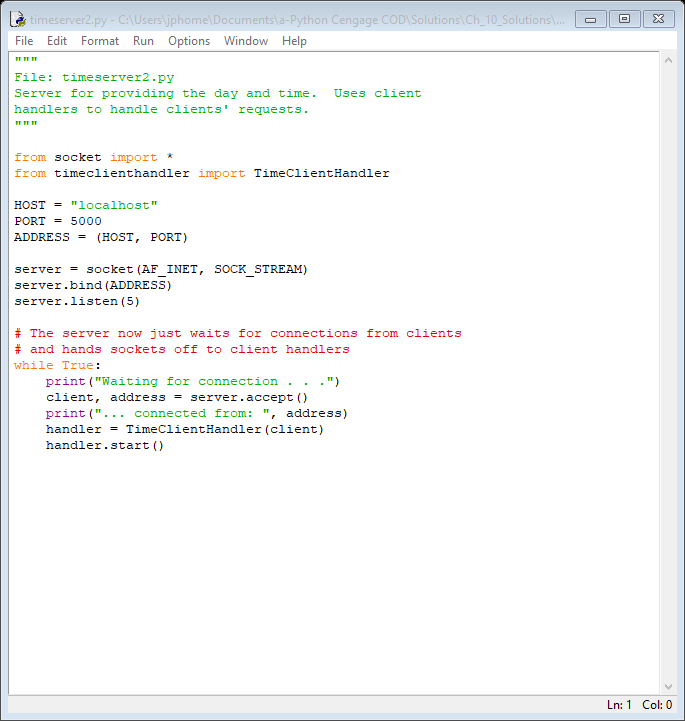 timeserver2.py - C:\Users\jphome\Documents\a-Python Cengage COD\Solutions\Ch_10_Solutions\...
File Edit Format Run Options Window Help
"""
File: timeserver2.py
Server for providing the day and time.  Uses client
handlers to handle clients' requests.
"""
from socket import *
from timeclienthandler import TimeClientHandler
HOST = "localhost"
PORT = 5000
ADDRESS = (HOST, PORT)
server = socket(AF_INET, SOCK_STREAM)
server.bind(ADDRESS)
server.listen(5)
# The server now just waits for connections from clients
# and hands sockets off to client handlers
while True:
    print("Waiting for connection . . .")
    client, address = server.accept()
    print("... connected from: ", address)
    handler = TimeClientHandler(client)
    handler.start()
Ln: 1 Col: 0